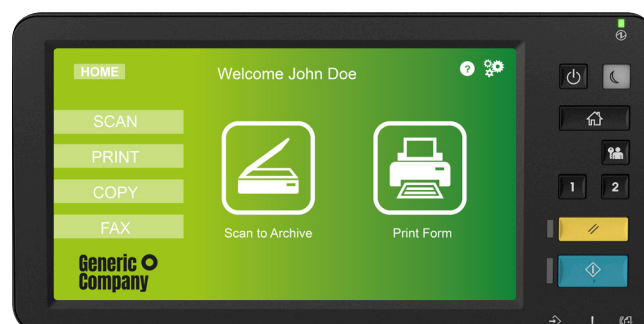 HOME
Welcome John Doe
?
SCAN
PRINT
COPY
FAX
Scan to Archive
Print Form
Generic
Company
1 2